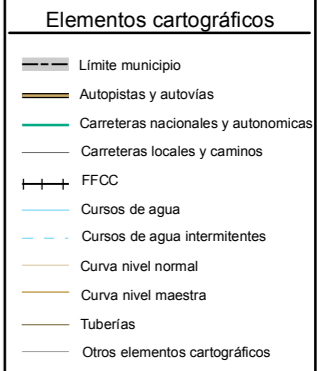 Elementos cartográficos
Límite municipio
Autopistas y autovías
Carreteras nacionales y autonomicas
Carreteras locales y caminos
FFCC
Cursos de agua
Cursos de agua intermitentes
Curva nivel normal
Curva nivel maestra
Tuberías
Otros elementos cartográficos